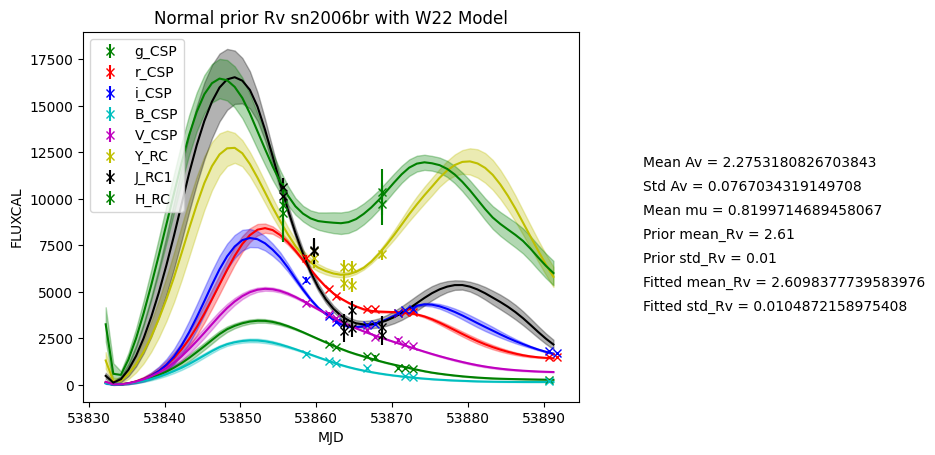 Normal prior Rv sn2006br with W22 Model
FLUXCAL
17500
15000
12500
10000
7500
5000
2500
0
g_CSP
r_CSP
i_CSP
B_CSP
V_CSP
Y_RC
J_RC1
H_RC
53830
53840
53850
53860
53870
53880
53890
MJD
Mean Av = 2.2753180826703843
Std Av = 0.0767034319149708
Mean mu = 0.8199714689458067
Prior mean_Rv = 2.61
Prior std_Rv = 0.01
Fitted mean_Rv = 2.6098377739583976
Fitted std_Rv = 0.0104872158975408